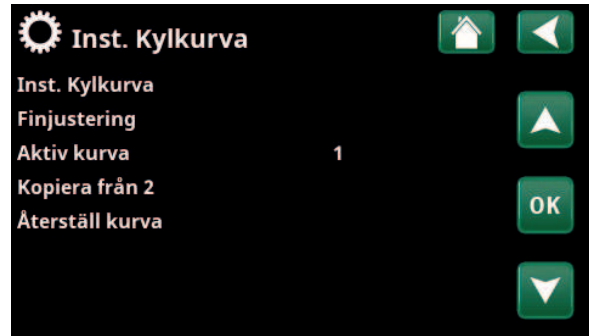 Inst. Kylkurva
Inst. Kylkurva
Finjustering
Aktiv kurva 1
Kopiera från 2
OK
Återställ kurva